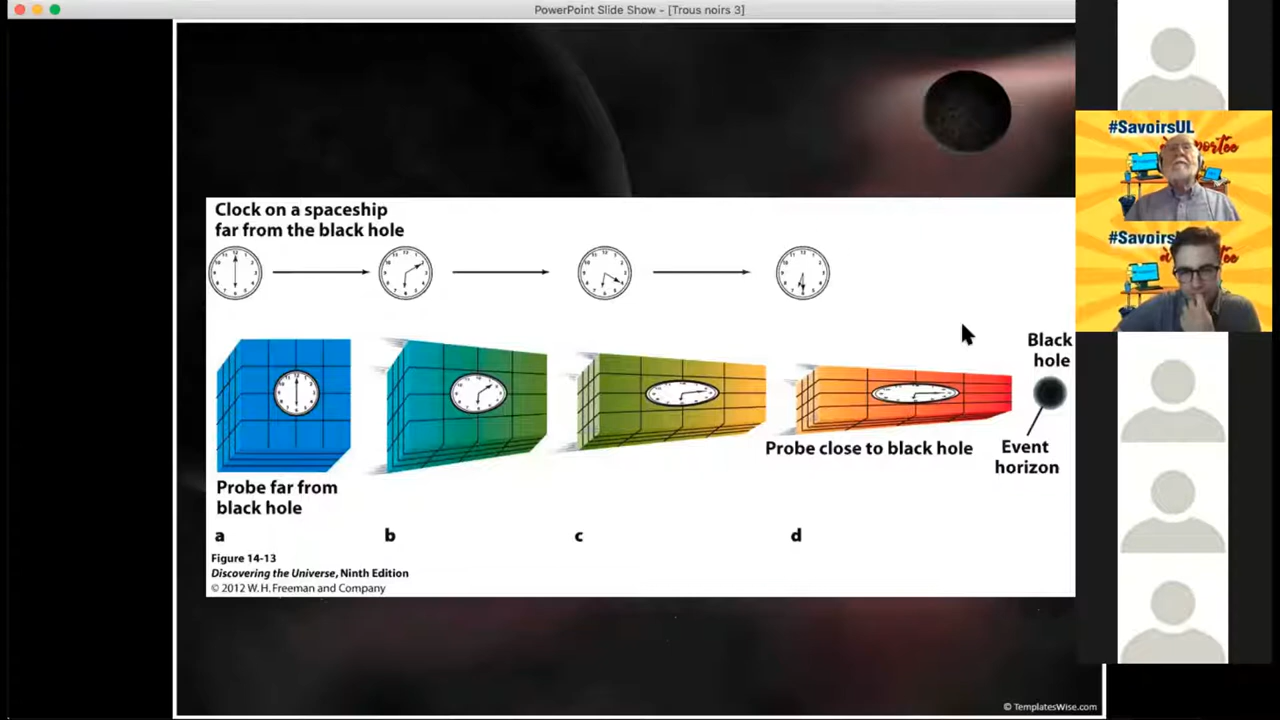 PowerPoint Slide Show - [Trous noirs 3]
Clock on a spaceship
far from the black hole
Black
hole
Probe close to black hole
Event
horizon
Probe far from
black hole
a
b
c
d
Figure 14-13
Discovering the Universe, Ninth Edition
© 2012 W. H. Freeman and Company
© TemplatesWise.com
#SavoirsUL